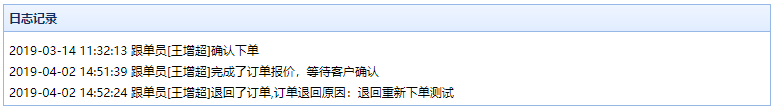 日志记录
2019-03-14 11:32:13 跟单员[王增超]确认下单
2019-04-02 14:51:39 跟单员[王增超]完成了订单报价，等待客户确认
2019-04-02 14:52:24 跟单员[王增超]退回了订单,订单退回原因：退回重新下单测试